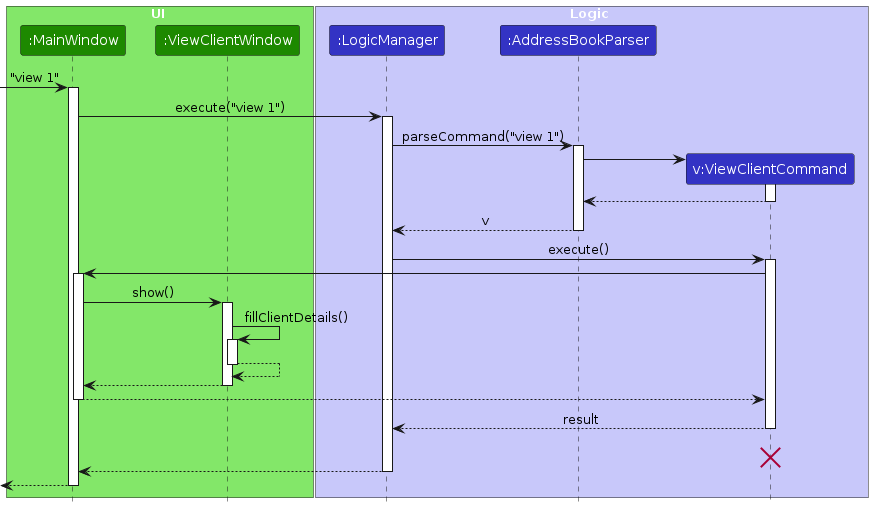 UI
Logic
:MainWindow
:ViewClientWindow
:LogicManager
:AddressBookParser
"view 1"
execute("view 1")
parseCommand("view 1")
v:ViewClientCommand
v
execute()
show()
fillClientDetails()
result